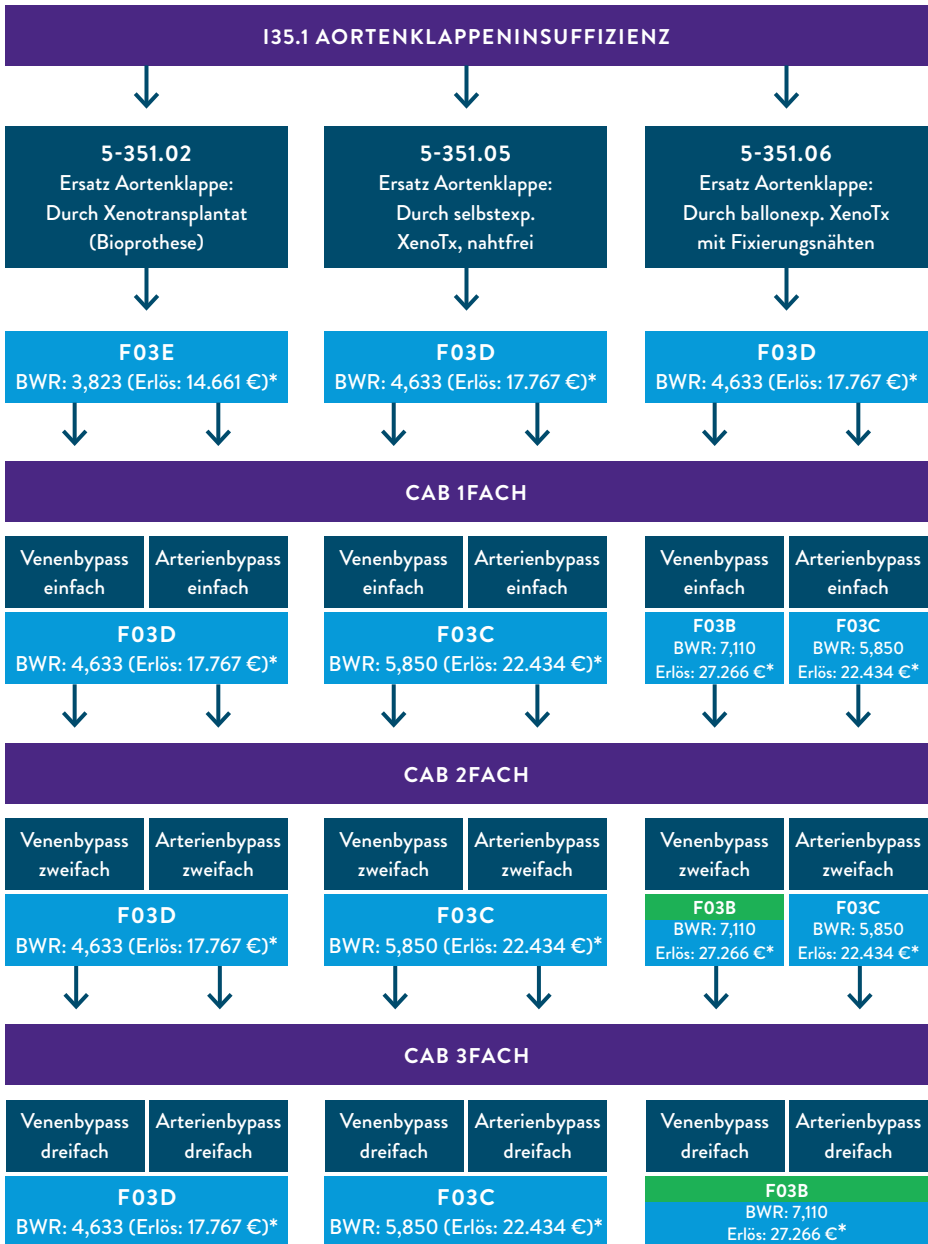 I35.1 AORTENKLAPPENINSUFFIZIENZ
5-351.02
Ersatz Aortenklappe:
Durch Xenotransplantat
(Bioprothese)
5-351.05
Ersatz Aortenklappe:
Durch selbstexp.
XenoTx, nahtfrei
5-351.06
Ersatz Aortenklappe:
Durch ballonexp. XenoTx
mit Fixierungsnähten
F03E
BWR: 3,823 (Erlös: 14.661 €)*
F03D
BWR: 4,633 (Erlös: 17.767 €)*
F03D
BWR: 4,633 (Erlös: 17.767 €)*
CAB 1FACH
Venenbypass
einfach
Arterienbypass
einfach
Venenbypass
einfach
Arterienbypass
einfach
Venenbypass
einfach
Arterienbypass
einfach
F03D
BWR: 4,633 (Erlös: 17.767 €)*
F03C
BWR: 5,850 (Erlös: 22.434 €)*
F03B
BWR: 7,110
Erlös: 27.266 €*
F03C
BWR: 5,850
Erlös: 22.434 €*
CAB 2FACH
Venenbypass
zweifach
Arterienbypass
zweifach
Venenbypass
zweifach
Arterienbypass
zweifach
Venenbypass
zweifach
Arterienbypass
zweifach
F03D
BWR: 4,633 (Erlös: 17.767 €)*
F03C
BWR: 5,850 (Erlös: 22.434 €)*
F03B
BWR: 7,110
Erlös: 27.266 €*
F03C
BWR: 5,850
Erlös: 22.434 €*
CAB 3FACH
Venenbypass
dreifach
Arterienbypass
dreifach
Venenbypass
dreifach
Arterienbypass
dreifach
Venenbypass
dreifach
Arterienbypass
dreifach
F03D
BWR: 4,633 (Erlös: 17.767 €)*
F03C
BWR: 5,850 (Erlös: 22.434 €)*
F03B
BWR: 7,110
Erlös: 27.266 €*